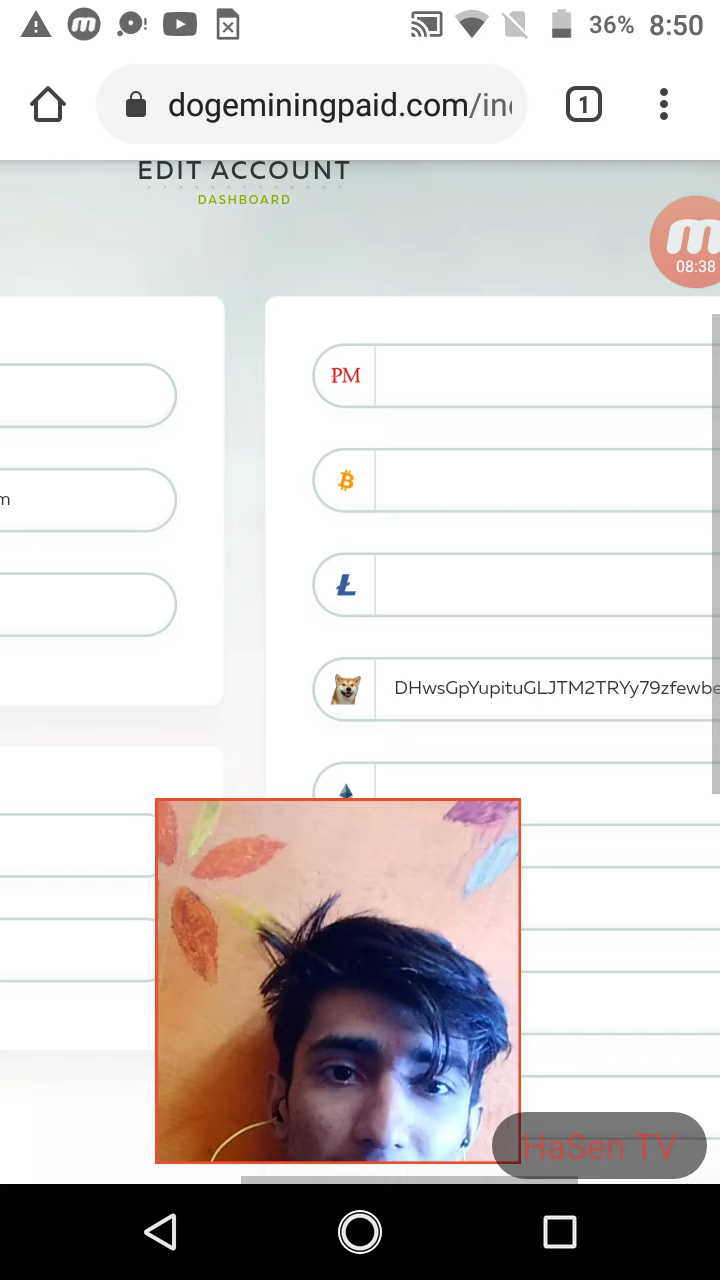 36% 8:50
dogeminingpaid.com/in
1
EDIT ACCOUNT
DASHBOARD
m
08:38
PM
m
DHwsGpYupituGLJTM2TRYy79zfewbe
HaSen TV